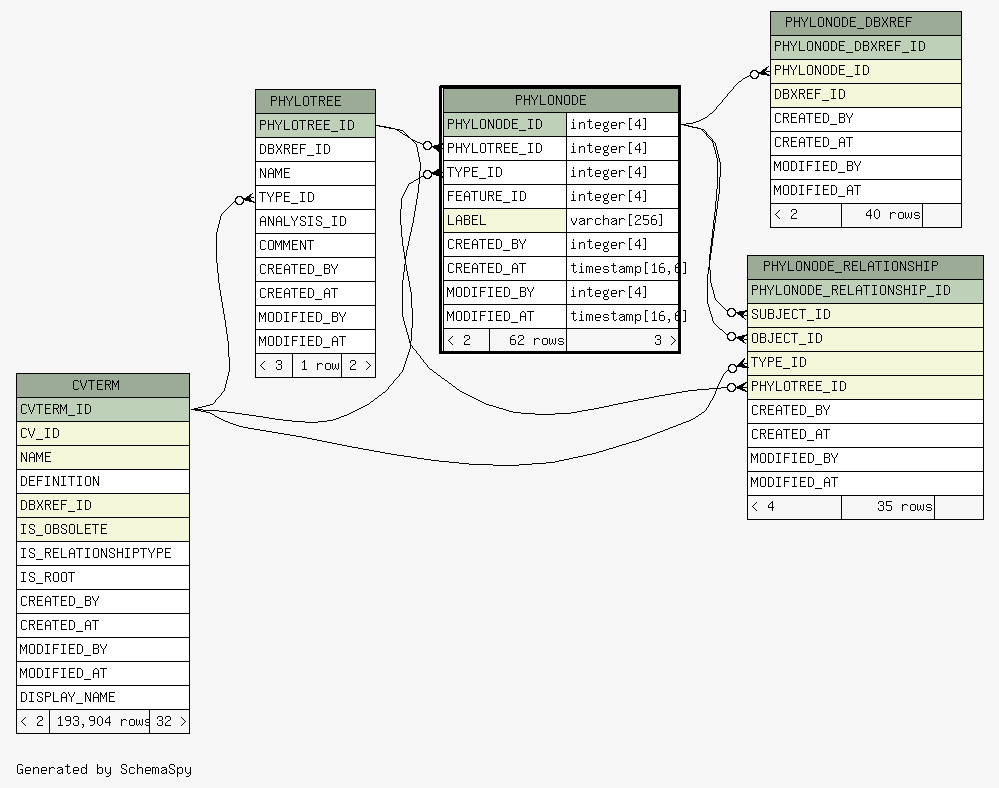 PHYLONODE_DBXREF
PHYLONODE_DBXREF_ID
PHYLONODE_ID
DBXREF_ID
CREATED_BY
CREATED_AT
MODIFIED_BY
MODIFIED_AT
< 2 40 rows
PHYLOTREE
PHYLOTREE_ID
DBXREF_ID
NAME
TYPE_ID
ANALYSIS_ID
COMMENT
CREATED_BY
CREATED_AT
MODIFIED_BY
MODIFIED_AT
< 3 1 row 2 >
PHYLONODE
PHYLONODE_ID integer[4]
PHYLOTREE_ID integer[4]
TYPE_ID integer[4]
FEATURE_ID integer[4]
LABEL varchar[256]
CREATED_BY integer[4]
CREATED_AT timestamp[16,6]
MODIFIED_BY integer[4]
MODIFIED_AT timestamp[16,6]
< 2 62 rows 3 >
PHYLONODE_RELATIONSHIP
PHYLONODE_RELATIONSHIP_ID
SUBJECT_ID
OBJECT_ID
TYPE_ID
PHYLOTREE_ID
CREATED_BY
CREATED_AT
MODIFIED_BY
MODIFIED_AT
< 4 35 rows
CVTERM
CVTERM_ID
CV_ID
NAME
DEFINITION
DBXREF_ID
IS_OBSOLETE
IS_RELATIONSHIPTYPE
IS_ROOT
CREATED_BY
CREATED_AT
MODIFIED_BY
MODIFIED_AT
DISPLAY_NAME
< 2 193,904 rows 32 >
Generated by SchemaSpy